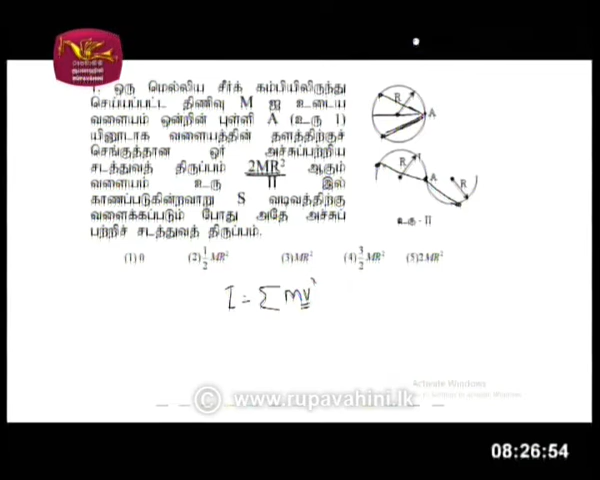 1. ஒரு மெல்லிய சீர்க் கம்பியிலிருந்து
செய்யப்பட்ட திணிவு M ஐ உடைய
வளையம் ஒன்றின் புள்ளி A (உரு 1)
யினூடாக வளையத்தின் தளத்திற்குச்
செங்குத்தான ஓர் அச்சுப்பற்றிய
சடத்துவத் திருப்பம் 2MR² ஆகும்
வளையம் உரு II இல்
காணப்படுகின்றவாறு S வடிவத்திற்கு
வளைக்கப்படும் போது அதே அச்சுப்
பற்றிச் சடத்துவத் திருப்பம்.
R A
R A R
உரு - II
(1) 0 (2) 1/2 MR² (3) MR² (4) 3/2 MR² (5) 2MR²
I = Σ mr²
Activate Windows
© www.rupavahini.lk
08:26:54